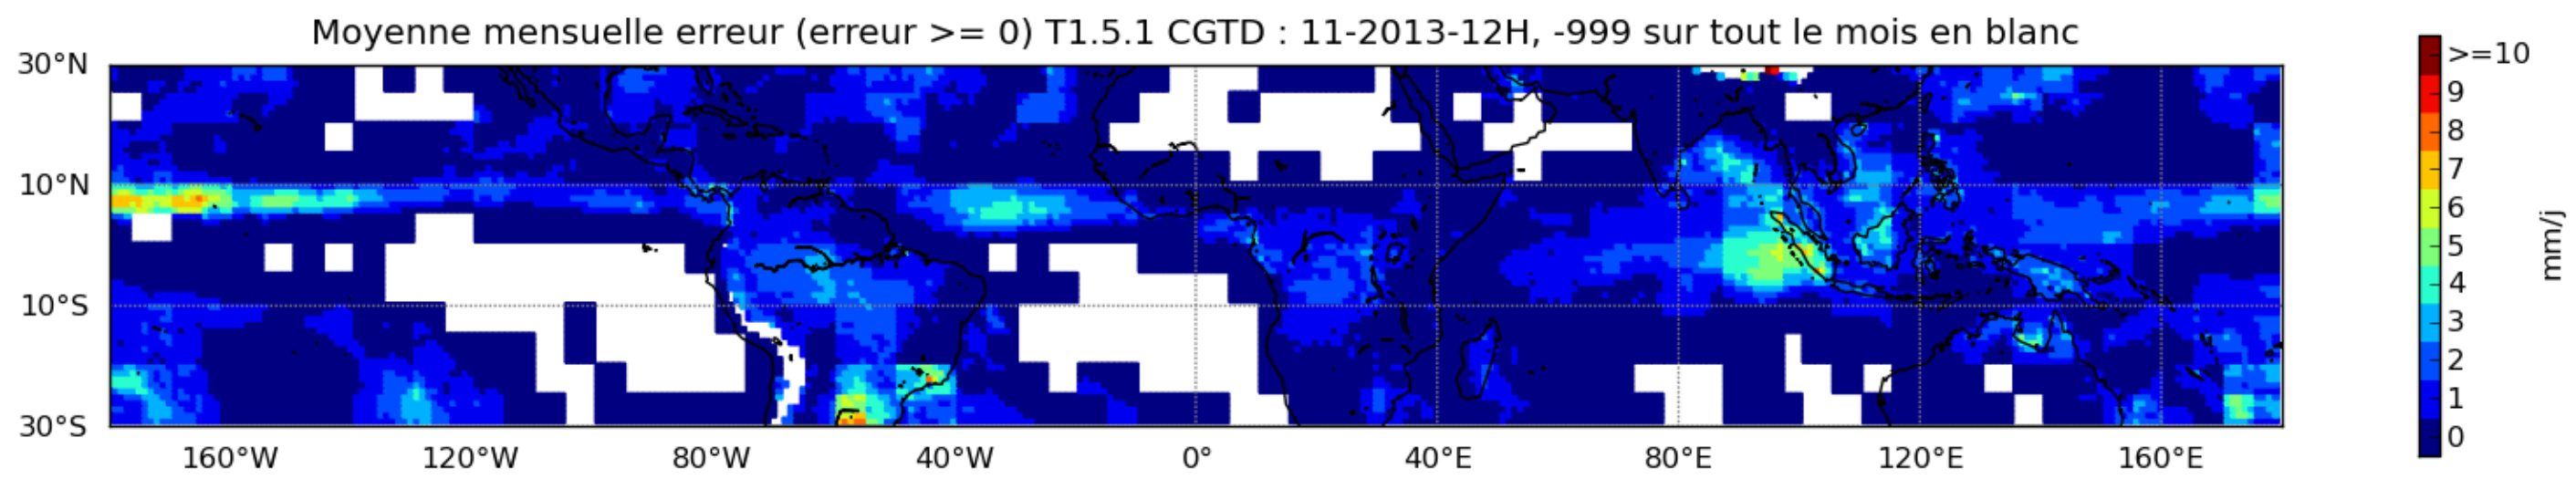 Moyenne mensuelle erreur (erreur >= 0) T1.5.1 CGTD : 11-2013-12H, -999 sur tout le mois en blanc
30°N
10°N
10°S
30°S
160°W 120°W 80°W 40°W 0° 40°E 80°E 120°E 160°E
>=10
9
8
7
6
5
4
3
2
1
0
mm/j